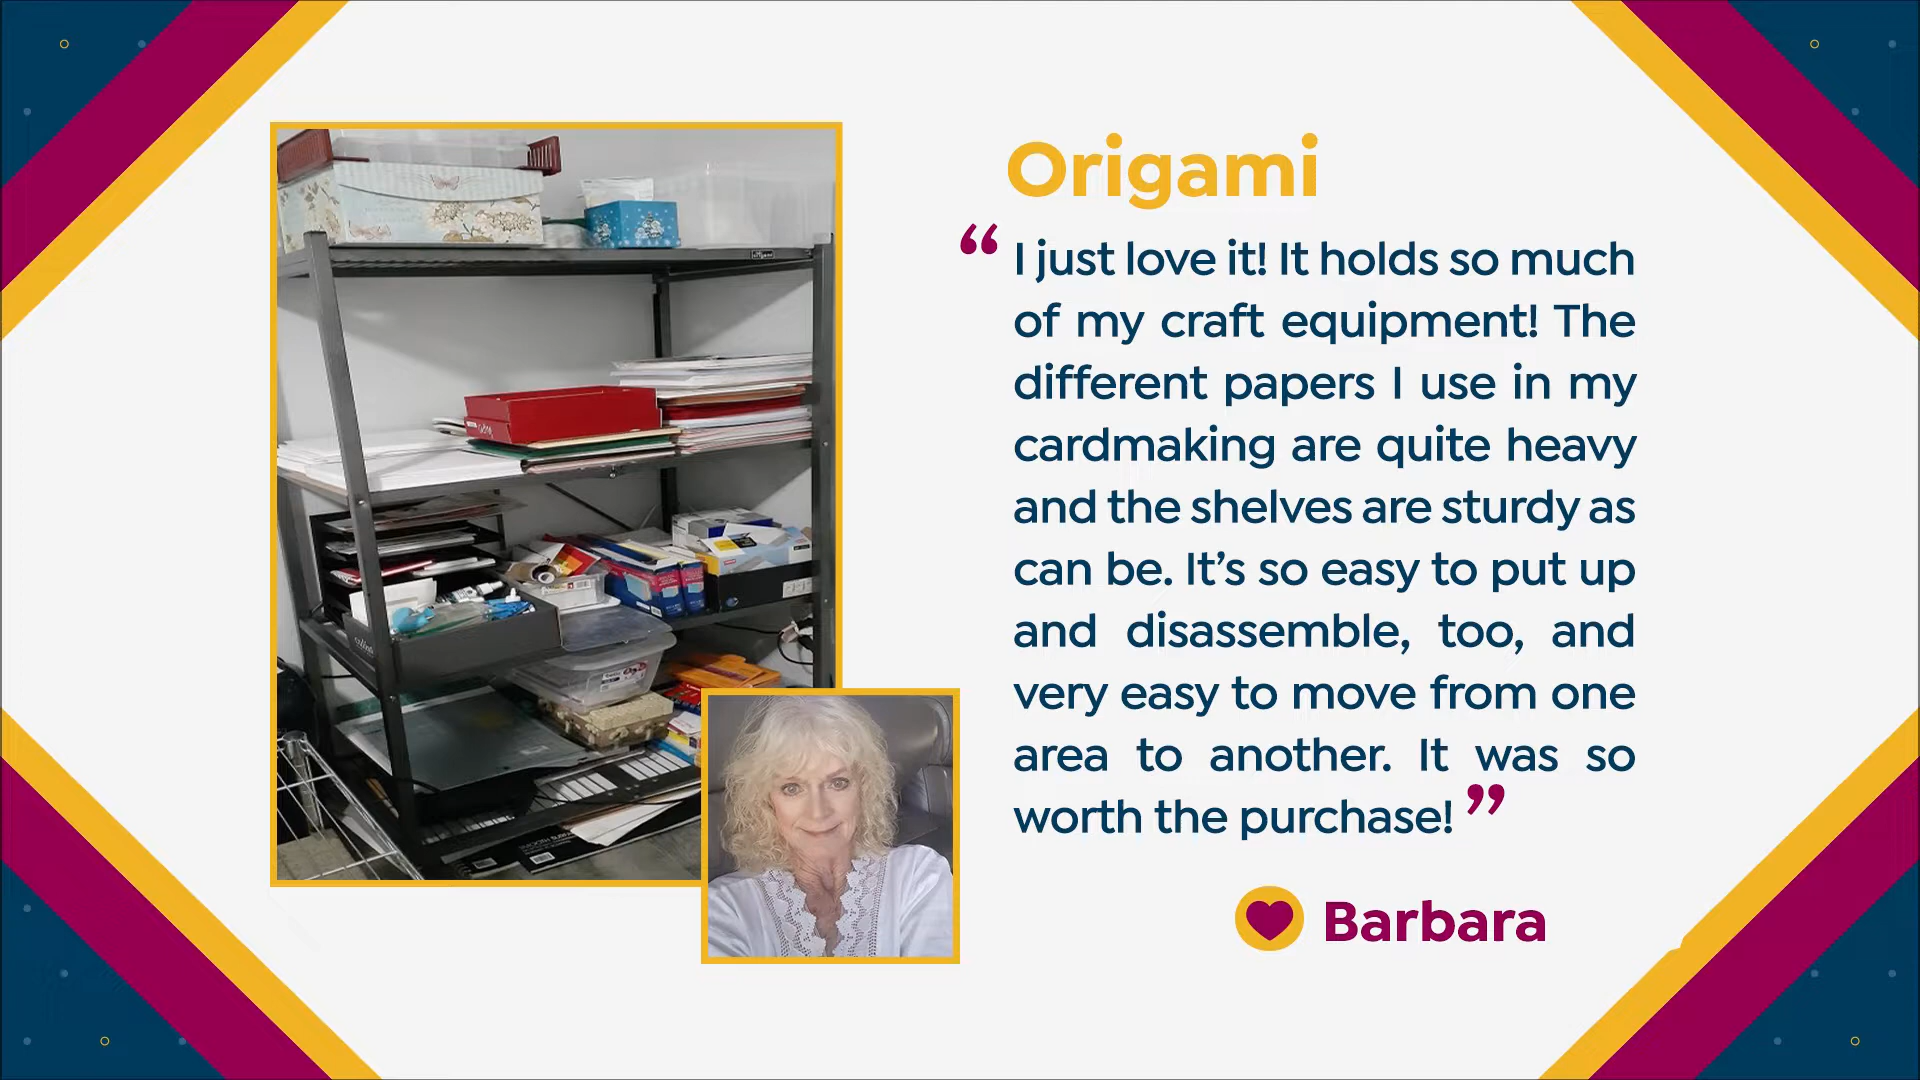 Origami
“ I just love it! It holds so much
of my craft equipment! The
different papers I use in my
cardmaking are quite heavy
and the shelves are sturdy as
can be. It’s so easy to put up
and disassemble, too, and
very easy to move from one
area to another. It was so
worth the purchase! ”
Barbara